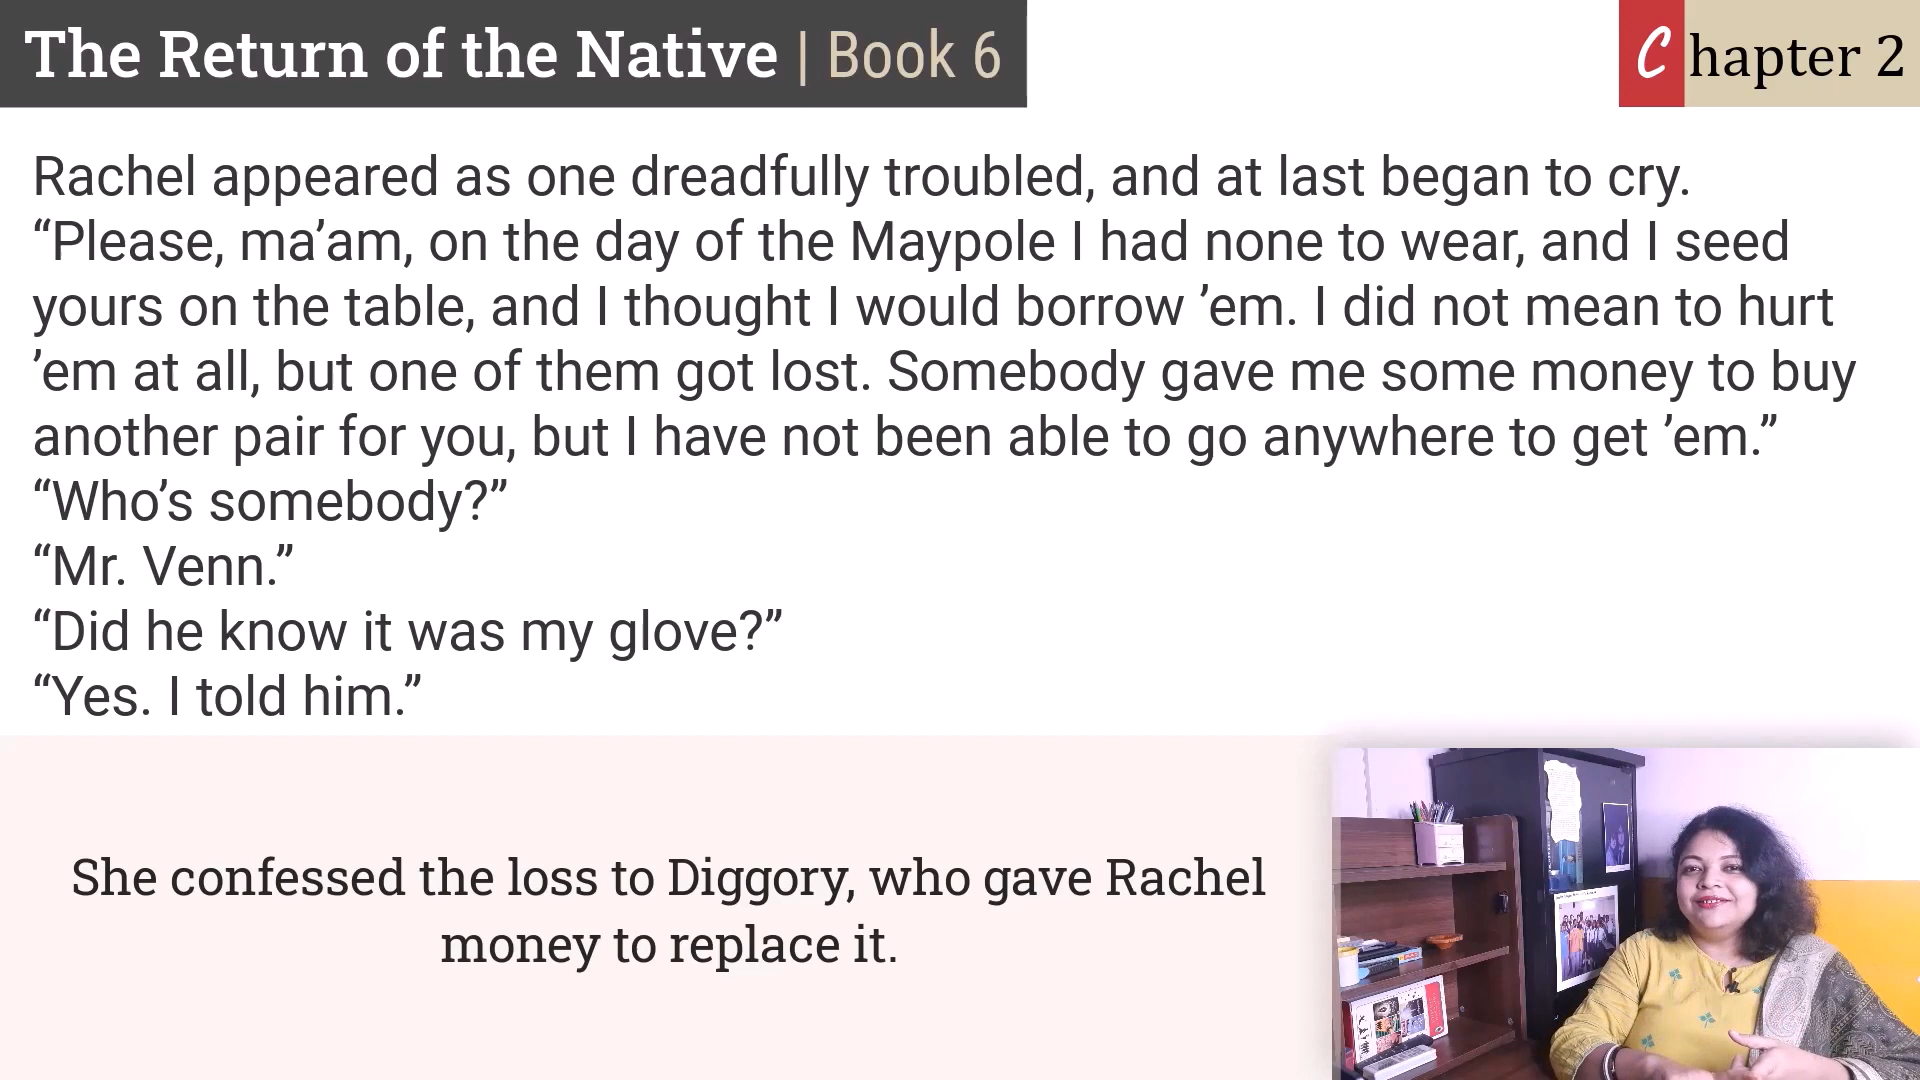 The Return of the Native | Book 6
Chapter 2
Rachel appeared as one dreadfully troubled, and at last began to cry.
“Please, ma’am, on the day of the Maypole I had none to wear, and I seed
yours on the table, and I thought I would borrow ’em. I did not mean to hurt
’em at all, but one of them got lost. Somebody gave me some money to buy
another pair for you, but I have not been able to go anywhere to get ’em.”
“Who’s somebody?”
“Mr. Venn.”
“Did he know it was my glove?”
“Yes. I told him.”
She confessed the loss to Diggory, who gave Rachel
money to replace it.